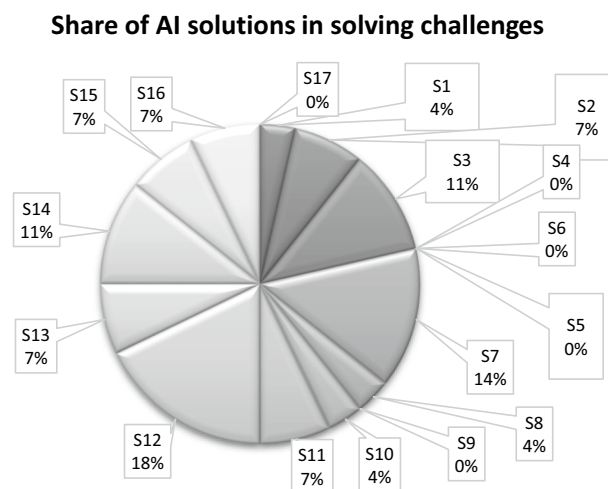 Share of AI solutions in solving challenges
S17
0%
S1
4%
S2
7%
S3
11%
S4
0%
S6
0%
S5
0%
S7
14%
S8
4%
S9
0%
S10
4%
S11
7%
S12
18%
S13
7%
S14
11%
S15
7%
S16
7%